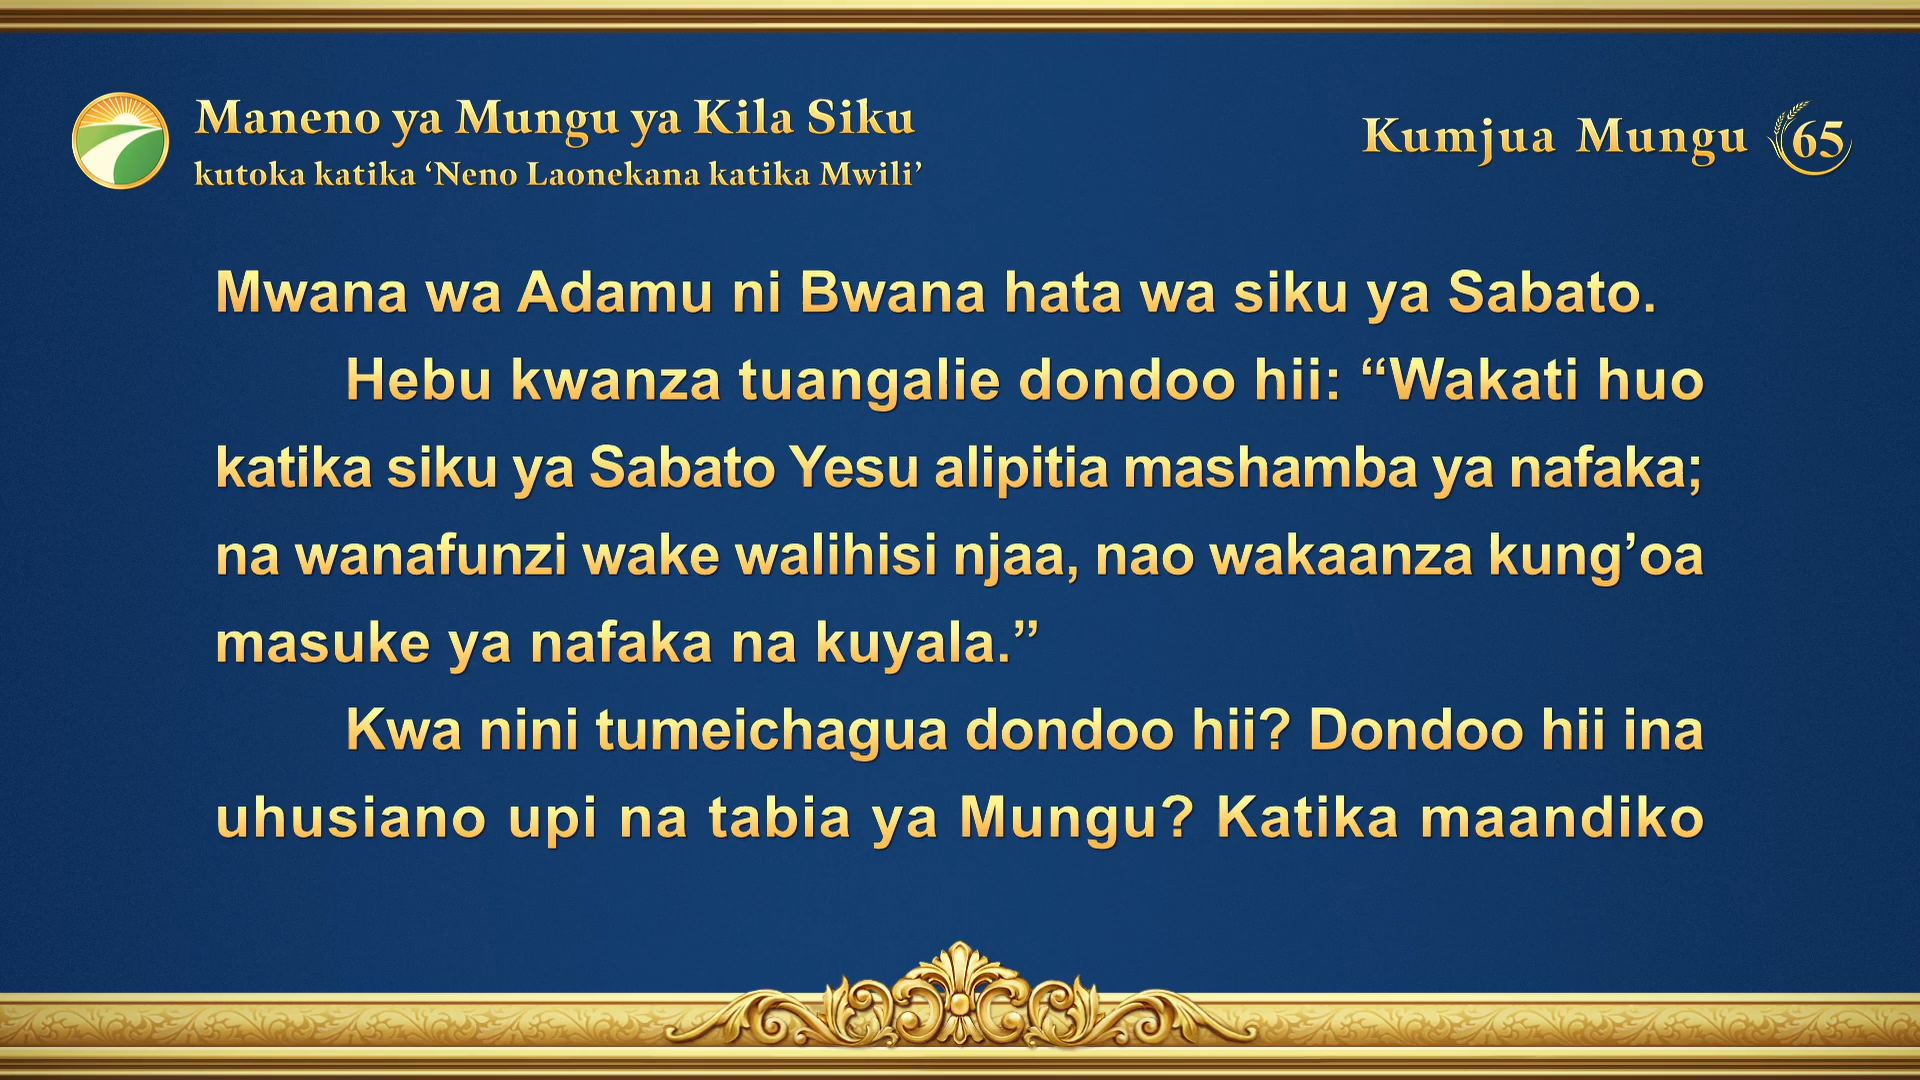 Maneno ya Mungu ya Kila Siku
kutoka katika ‘Neno Laonekana katika Mwili’
Kumjua Mungu 65
Mwana wa Adamu ni Bwana hata wa siku ya Sabato.
Hebu kwanza tuangalie dondoo hii: “Wakati huo
katika siku ya Sabato Yesu alipitia mashamba ya nafaka;
na wanafunzi wake walihisi njaa, nao wakaanza kung’oa
masuke ya nafaka na kuyala.”
Kwa nini tumeichagua dondoo hii? Dondoo hii ina
uhusiano upi na tabia ya Mungu? Katika maandiko